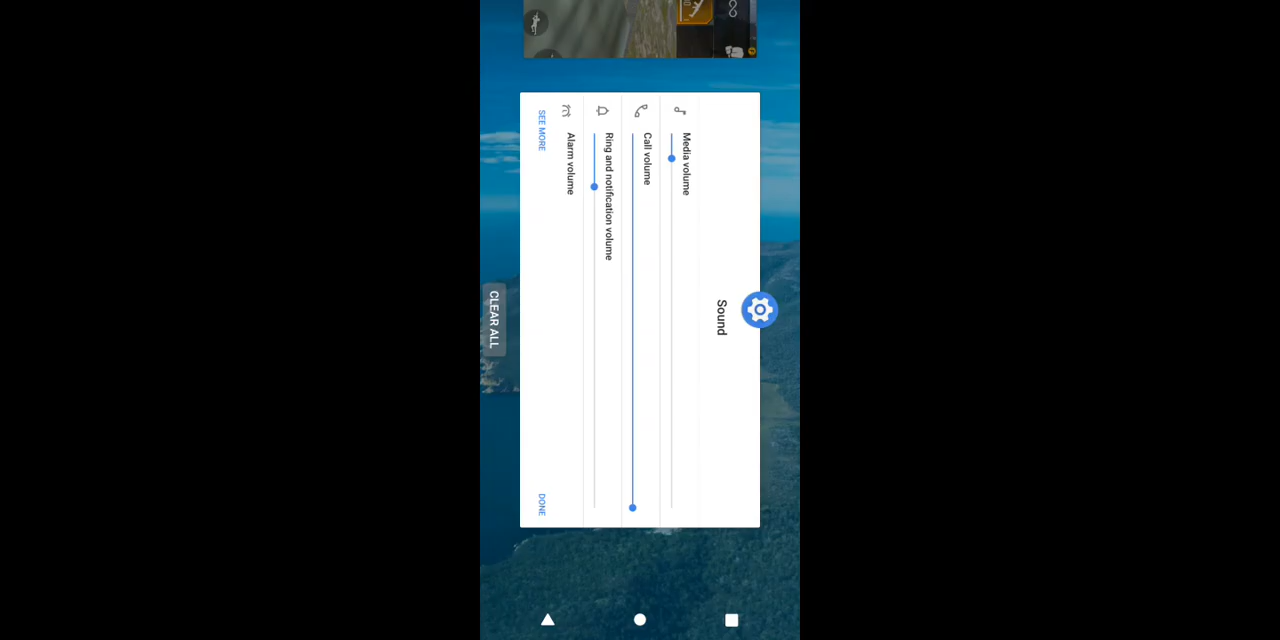 Sound
Media volume
Call volume
Ring and notification volume
Alarm volume
SEE MORE
DONE
CLEAR ALL